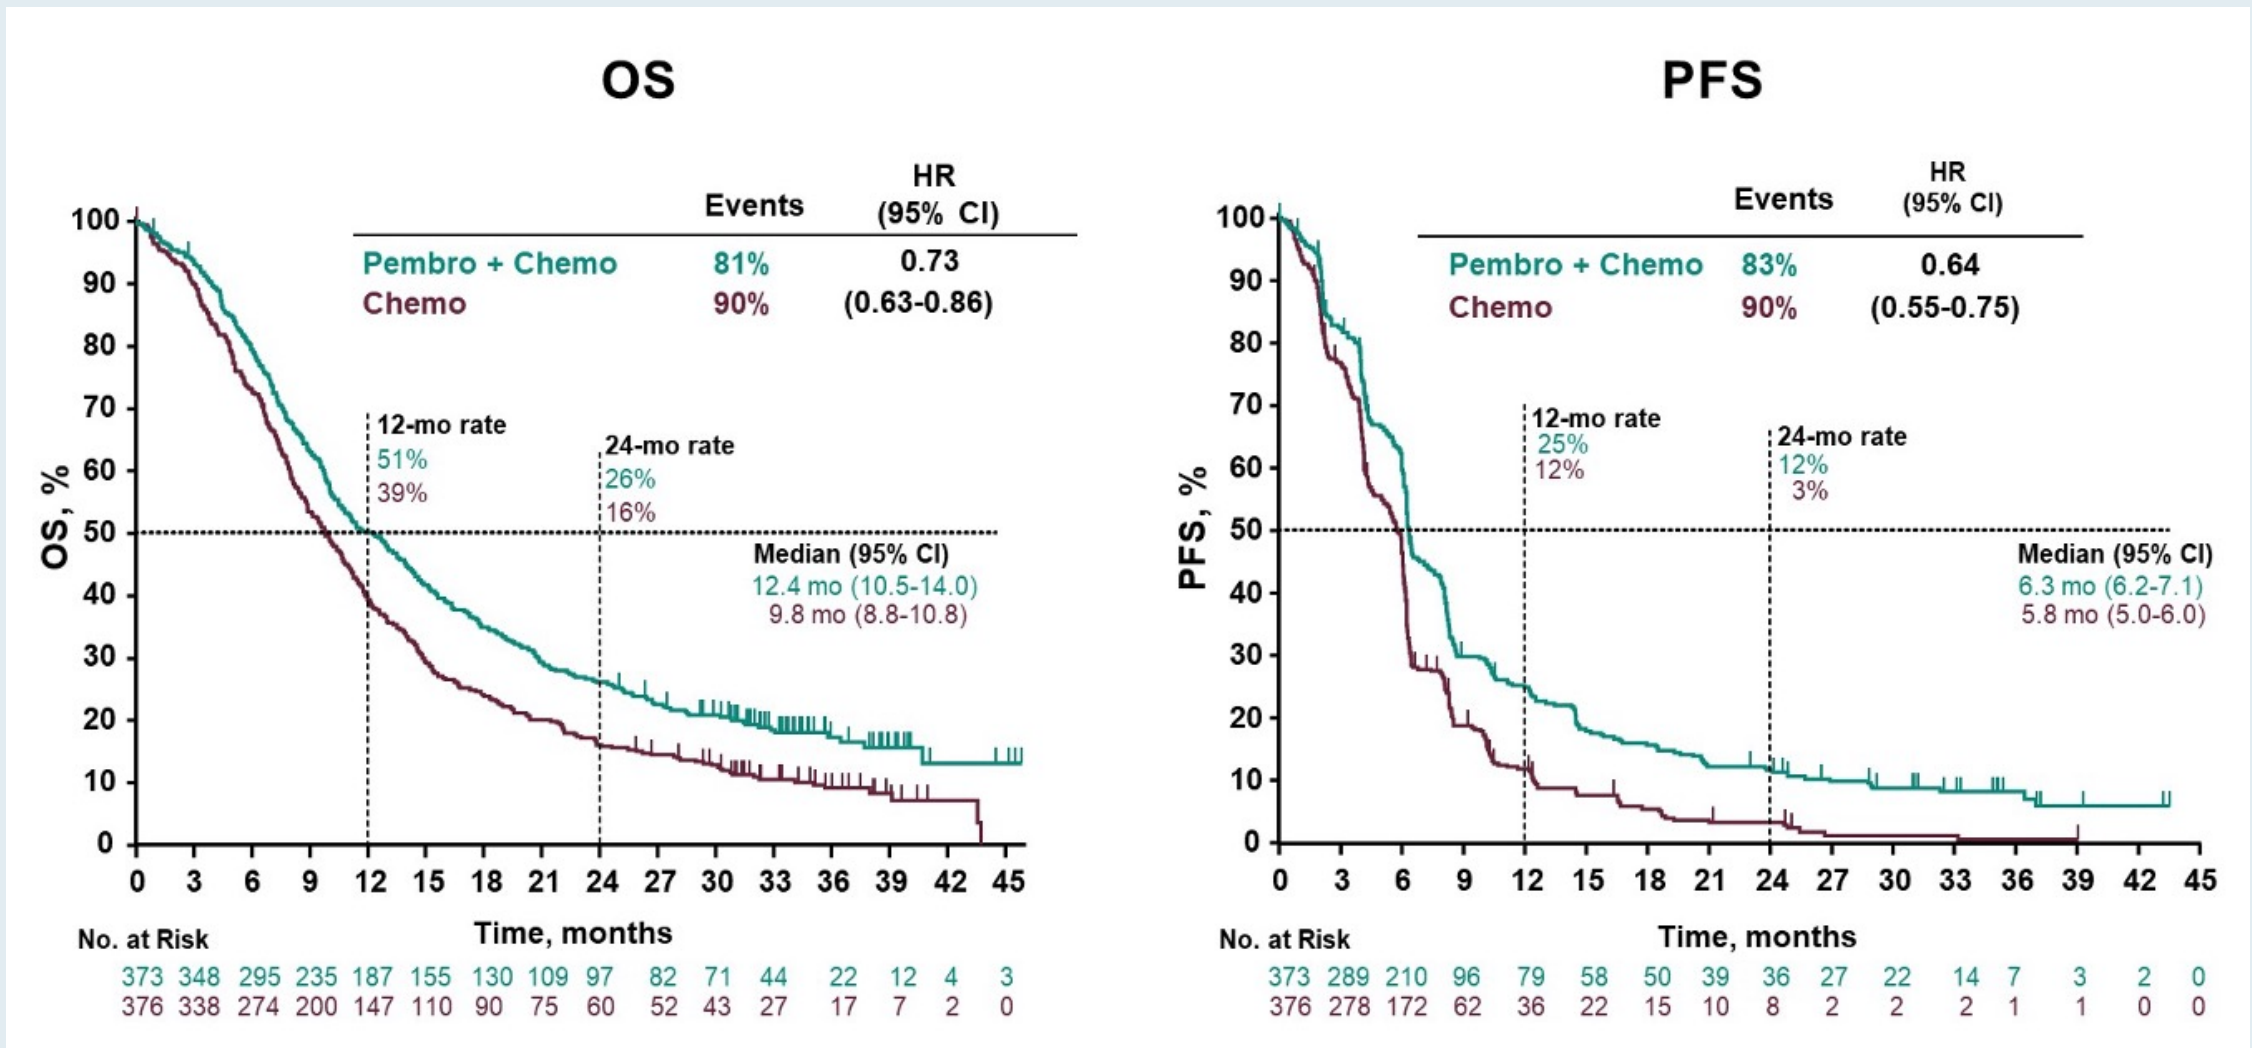 OS
HR
Events (95% CI)
Pembro + Chemo 81% 0.73
Chemo 90% (0.63-0.86)
100
90
80
70
60
50
40
30
20
10
0
OS, %
12-mo rate
51%
39%
24-mo rate
26%
16%
Median (95% CI)
12.4 mo (10.5-14.0)
9.8 mo (8.8-10.8)
0 3 6 9 12 15 18 21 24 27 30 33 36 39 42 45
Time, months
No. at Risk
373 348 295 235 187 155 130 109 97 82 71 44 22 12 4 3
376 338 274 200 147 110 90 75 60 52 43 27 17 7 2 0
PFS
HR
Events (95% CI)
Pembro + Chemo 83% 0.64
Chemo 90% (0.55-0.75)
100
90
80
70
60
50
40
30
20
10
0
PFS, %
12-mo rate
25%
12%
24-mo rate
12%
3%
Median (95% CI)
6.3 mo (6.2-7.1)
5.8 mo (5.0-6.0)
0 3 6 9 12 15 18 21 24 27 30 33 36 39 42 45
Time, months
No. at Risk
373 289 210 96 79 58 50 39 36 27 22 14 7 3 2 0
376 278 172 62 36 22 15 10 8 2 2 2 1 1 0 0